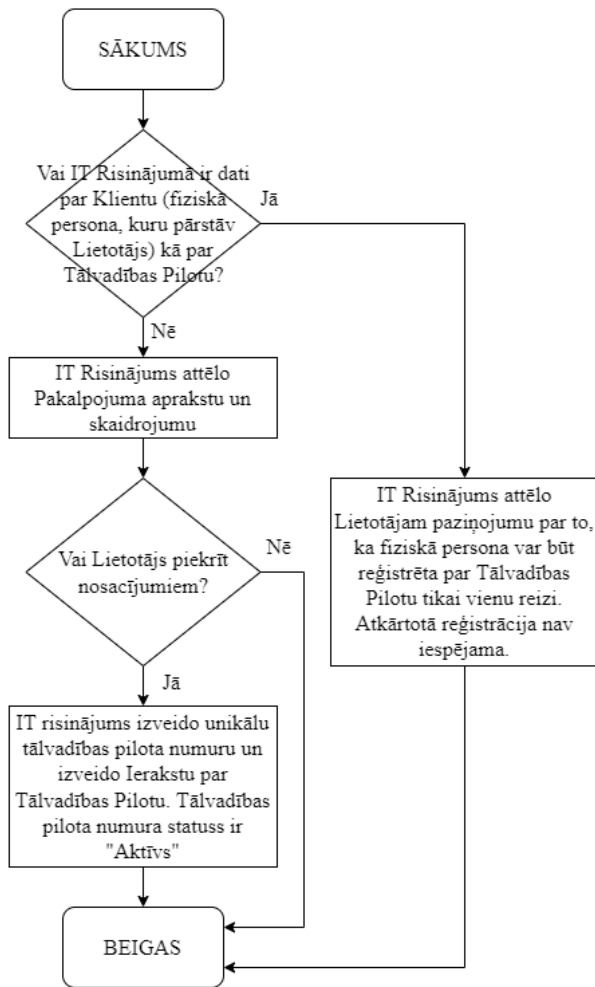 SĀKUMS
Vai IT Risinājumā ir dati
par Klientu (fiziskā
persona, kuru pārstāv
Lietotājs) kā par
Tālvadības Pilotu?
Jā
Nē
IT Risinājums attēlo
Pakalpojuma aprakstu un
skaidrojumu
Vai Lietotājs piekrīt
nosacījumiem?
Nē
Jā
IT Risinājums attēlo
Lietotājam paziņojumu par to,
ka fiziskā persona var būt
reģistrēta par Tālvadības
Pilotu tikai vienu reizi.
Atkārtotā reģistrācija nav
iespējama.
IT risinājums izveido unikālu
tālvadības pilota numuru un
izveido Ierakstu par
Tālvadības Pilotu. Tālvadības
pilota numura statuss ir
"Aktīvs"
BEIGAS